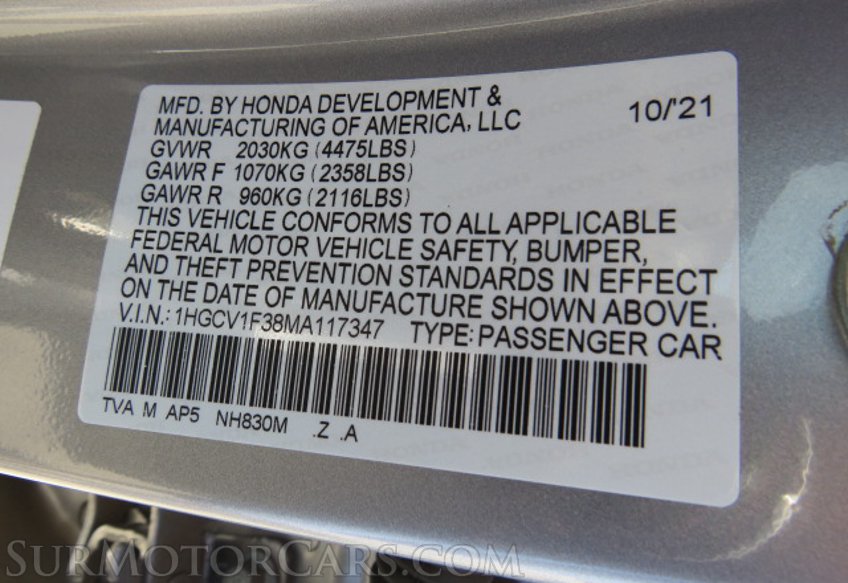 MFD. BY HONDA DEVELOPMENT & 10/'21
MANUFACTURING OF AMERICA, LLC
GVWR 2030KG (4475LBS)
GAWR F 1070KG (2358LBS)
GAWR R 960KG (2116LBS)
THIS VEHICLE CONFORMS TO ALL APPLICABLE
FEDERAL MOTOR VEHICLE SAFETY, BUMPER,
AND THEFT PREVENTION STANDARDS IN EFFECT
ON THE DATE OF MANUFACTURE SHOWN ABOVE.
V.I.N.: 1HGCV1F38MA117347 TYPE: PASSENGER CAR
TVA M AP5 NH830M .Z .A
SURMOTORCARS.COM